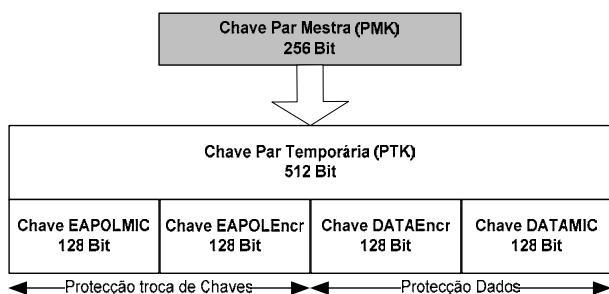 Chave Par Mestra (PMK)
256 Bit
Chave Par Temporária (PTK)
512 Bit
Chave EAPOLMIC
128 Bit
Chave EAPOLEncr
128 Bit
Chave DATAEncr
128 Bit
Chave DATAMIC
128 Bit
Protecção troca de Chaves
Protecção Dados